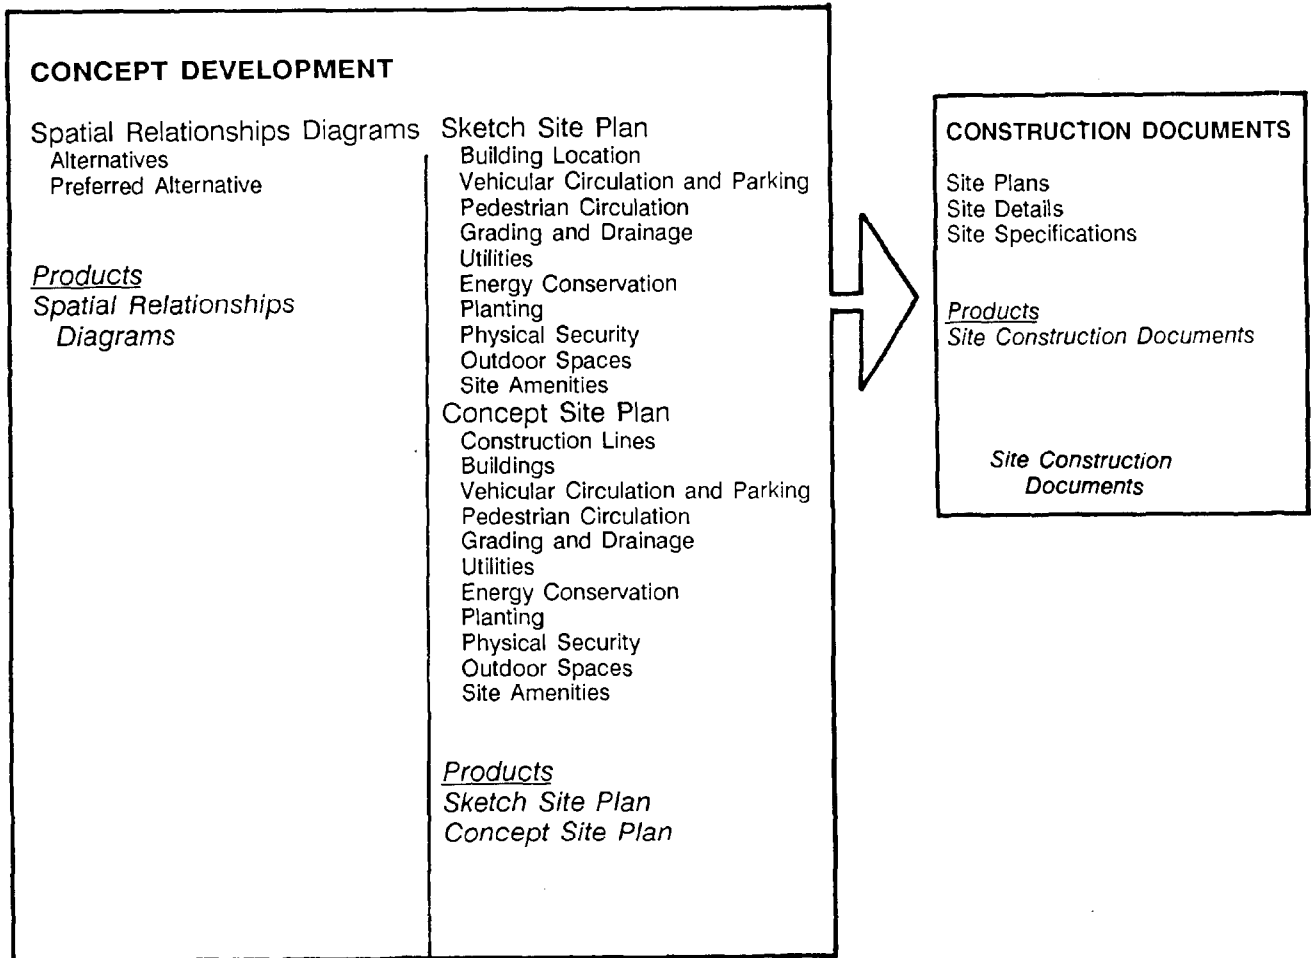 CONCEPT DEVELOPMENT
Spatial Relationships Diagrams
Alternatives
Preferred Alternative
Products
Spatial Relationships
Diagrams
Sketch Site Plan
Building Location
Vehicular Circulation and Parking
Pedestrian Circulation
Grading and Drainage
Utilities
Energy Conservation
Planting
Physical Security
Outdoor Spaces
Site Amenities
Concept Site Plan
Construction Lines
Buildings
Vehicular Circulation and Parking
Pedestrian Circulation
Grading and Drainage
Utilities
Energy Conservation
Planting
Physical Security
Outdoor Spaces
Site Amenities
Products
Sketch Site Plan
Concept Site Plan
CONSTRUCTION DOCUMENTS
Site Plans
Site Details
Site Specifications
Products
Site Construction Documents
Site Construction
Documents